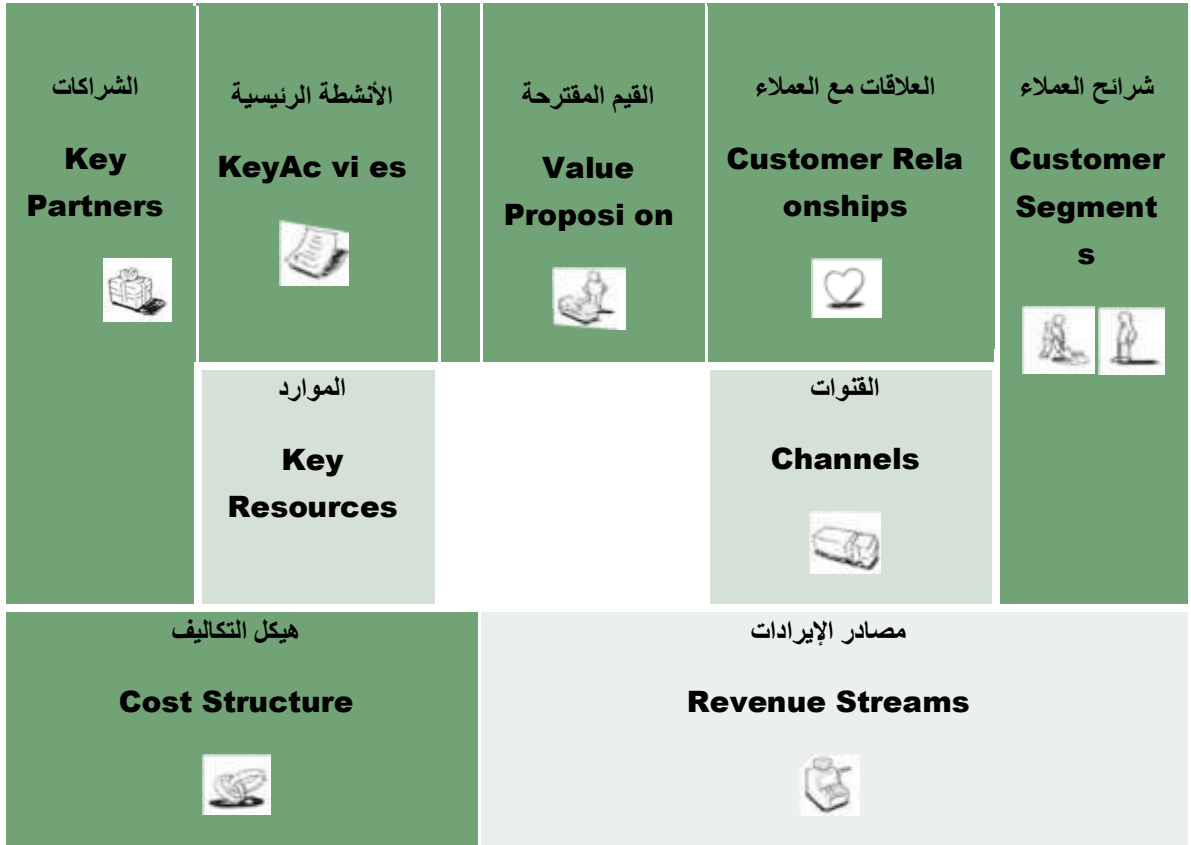 الشراكات
Key
Partners
الأنشطة الرئيسية
KeyAc vi es
القيم المقترحة
Value
Proposi on
العلاقات مع العملاء
Customer Rela
onships
شرائح العملاء
Customer
Segment
s
الموارد
Key
Resources
القنوات
Channels
هيكل التكاليف
Cost Structure
مصادر الإيرادات
Revenue Streams